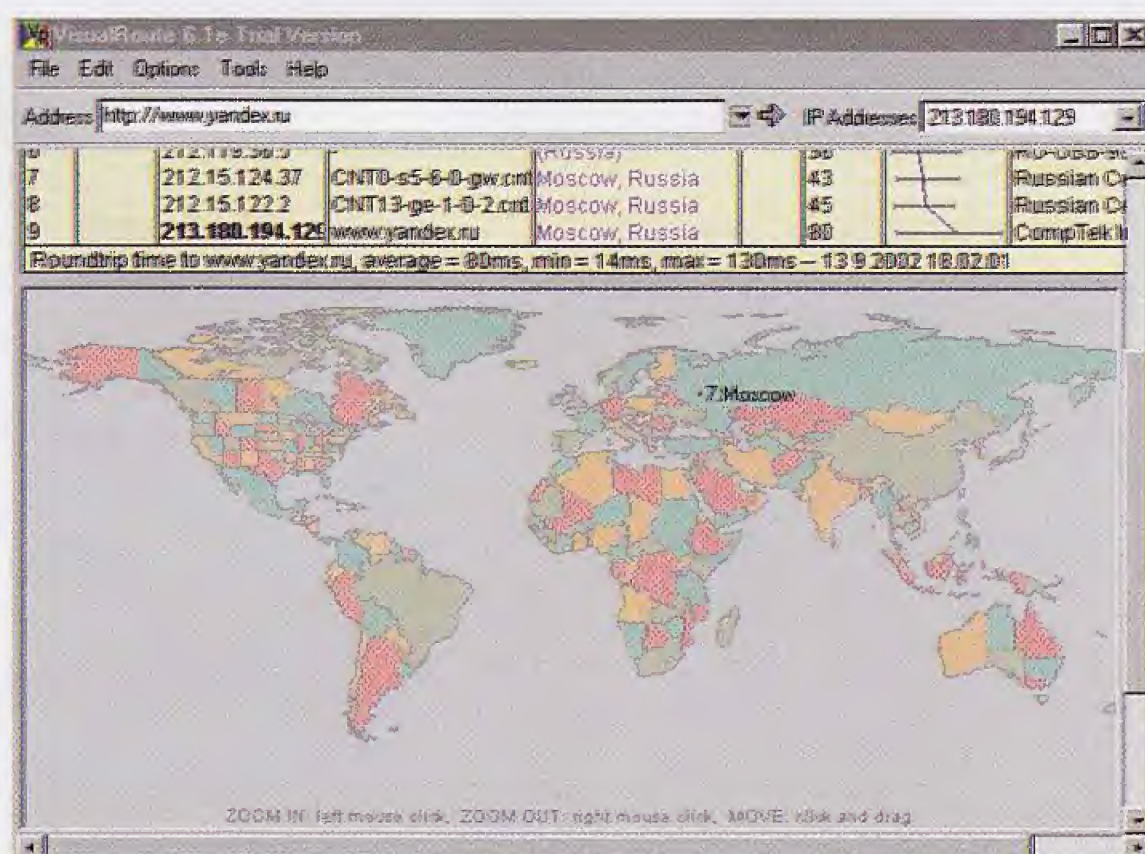 VisualRoute 6.1e Trial Version
File Edit Options Tools Help
Address http://www.yandex.ru IP Addresses 213.180.194.129
(Russia)
7 212.15.124.37 CNT0-s5-6-0-gw.cnt Moscow, Russia 43 Russian Ce
8 212.15.122.2 CNT13-ge-1-0-2.cnt Moscow, Russia 45 Russian Ce
9 213.180.194.129 www.yandex.ru Moscow, Russia 80 CompTek
Roundtrip time to www.yandex.ru, average = 80ms, min = 14ms, max = 130ms – 13 9 2002 18:02:01
7:Moscow
ZOOM IN: left mouse click, ZOOM OUT: right mouse click, MOVE: click and drag